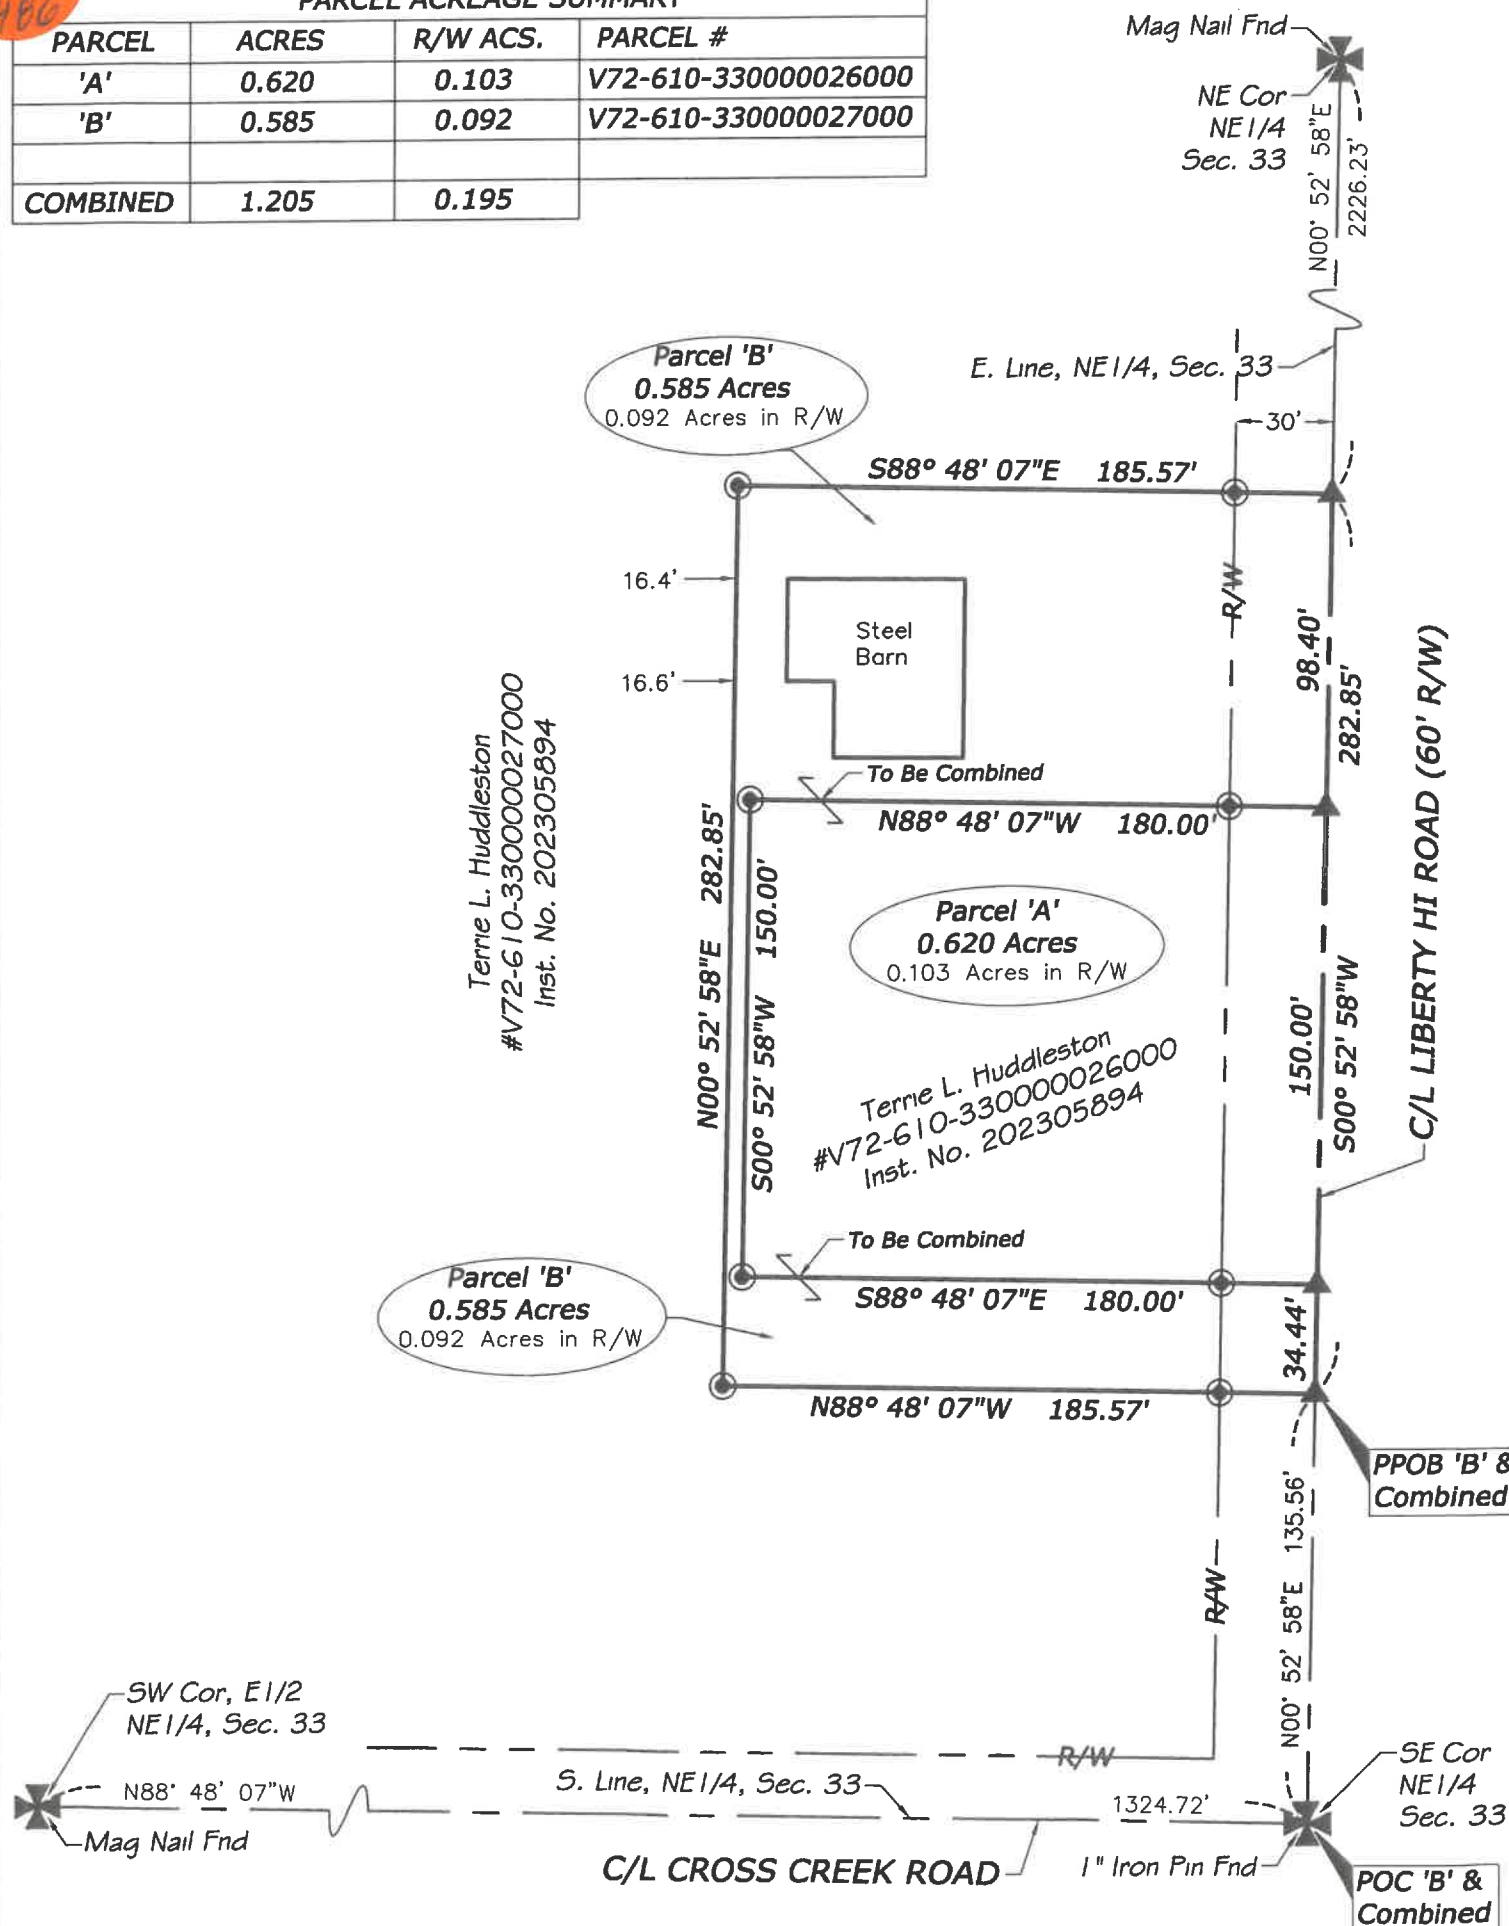 486
PARCEL ACREAGE SUMMARY
PARCEL ACRES R/W ACS. PARCEL #
'A' 0.620 0.103 V72-610-330000026000
'B' 0.585 0.092 V72-610-330000027000
COMBINED 1.205 0.195
Mag Nail Fnd
NE Cor
NE1/4
Sec. 33
N00° 52' 58"E
2226.23'
E. Line, NE1/4, Sec. 33
30'
Parcel 'B'
0.585 Acres
0.092 Acres in R/W
S88° 48' 07"E 185.57'
16.4'
16.6'
Steel
Barn
R/W
98.40'
282.85'
C/L LIBERTY HI ROAD (60' R/W)
Terrie L. Huddleston
#V72-610-330000027000
Inst. No. 202305894
To Be Combined
N88° 48' 07"W 180.00'
N00° 52' 58"E 282.85'
S00° 52' 58"W 150.00'
Parcel 'A'
0.620 Acres
0.103 Acres in R/W
Terrie L. Huddleston
#V72-610-330000026000
Inst. No. 202305894
150.00'
S00° 52' 58"W
To Be Combined
S88° 48' 07"E 180.00'
Parcel 'B'
0.585 Acres
0.092 Acres in R/W
34.44'
N88° 48' 07"W 185.57'
PPOB 'B' &
Combined
N00° 52' 58"E 135.56'
R/W
SW Cor, E1/2
NE1/4, Sec. 33
R/W
N88° 48' 07"W
S. Line, NE1/4, Sec. 33
1324.72'
SE Cor
NE1/4
Sec. 33
Mag Nail Fnd
C/L CROSS CREEK ROAD
1" Iron Pin Fnd
POC 'B' &
Combined